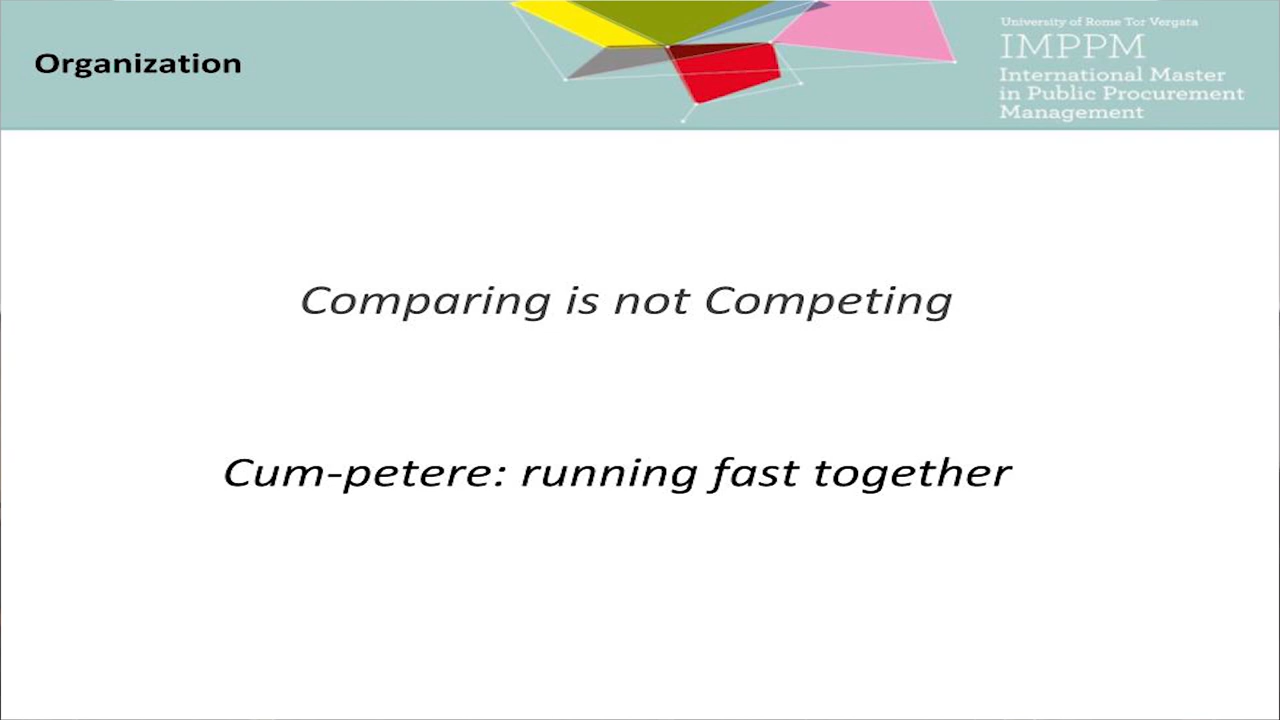 Organization
University of Rome Tor Vergata
IMPPM
International Master
in Public Procurement
Management
Comparing is not Competing
Cum-petere: running fast together